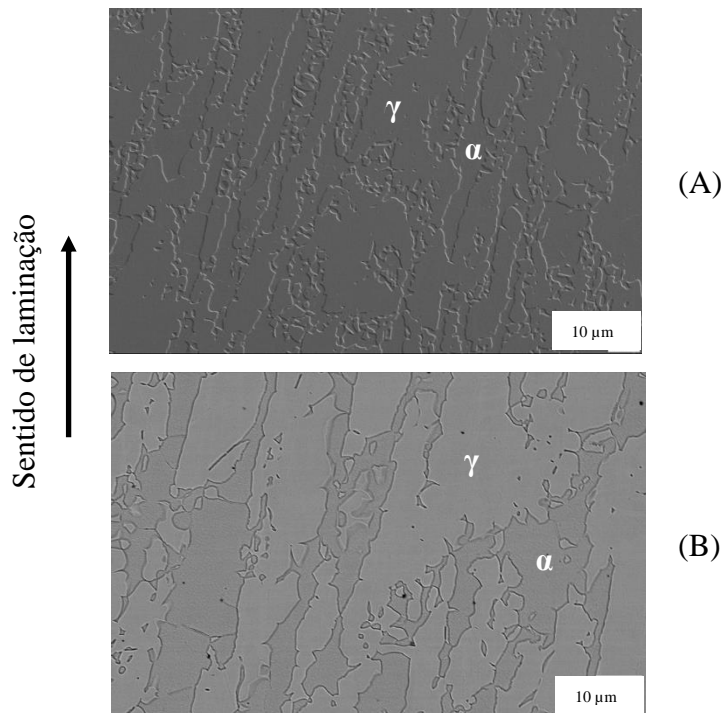 γ
α
(A)
10 µm
Sentido de laminação
γ
α
(B)
10 µm